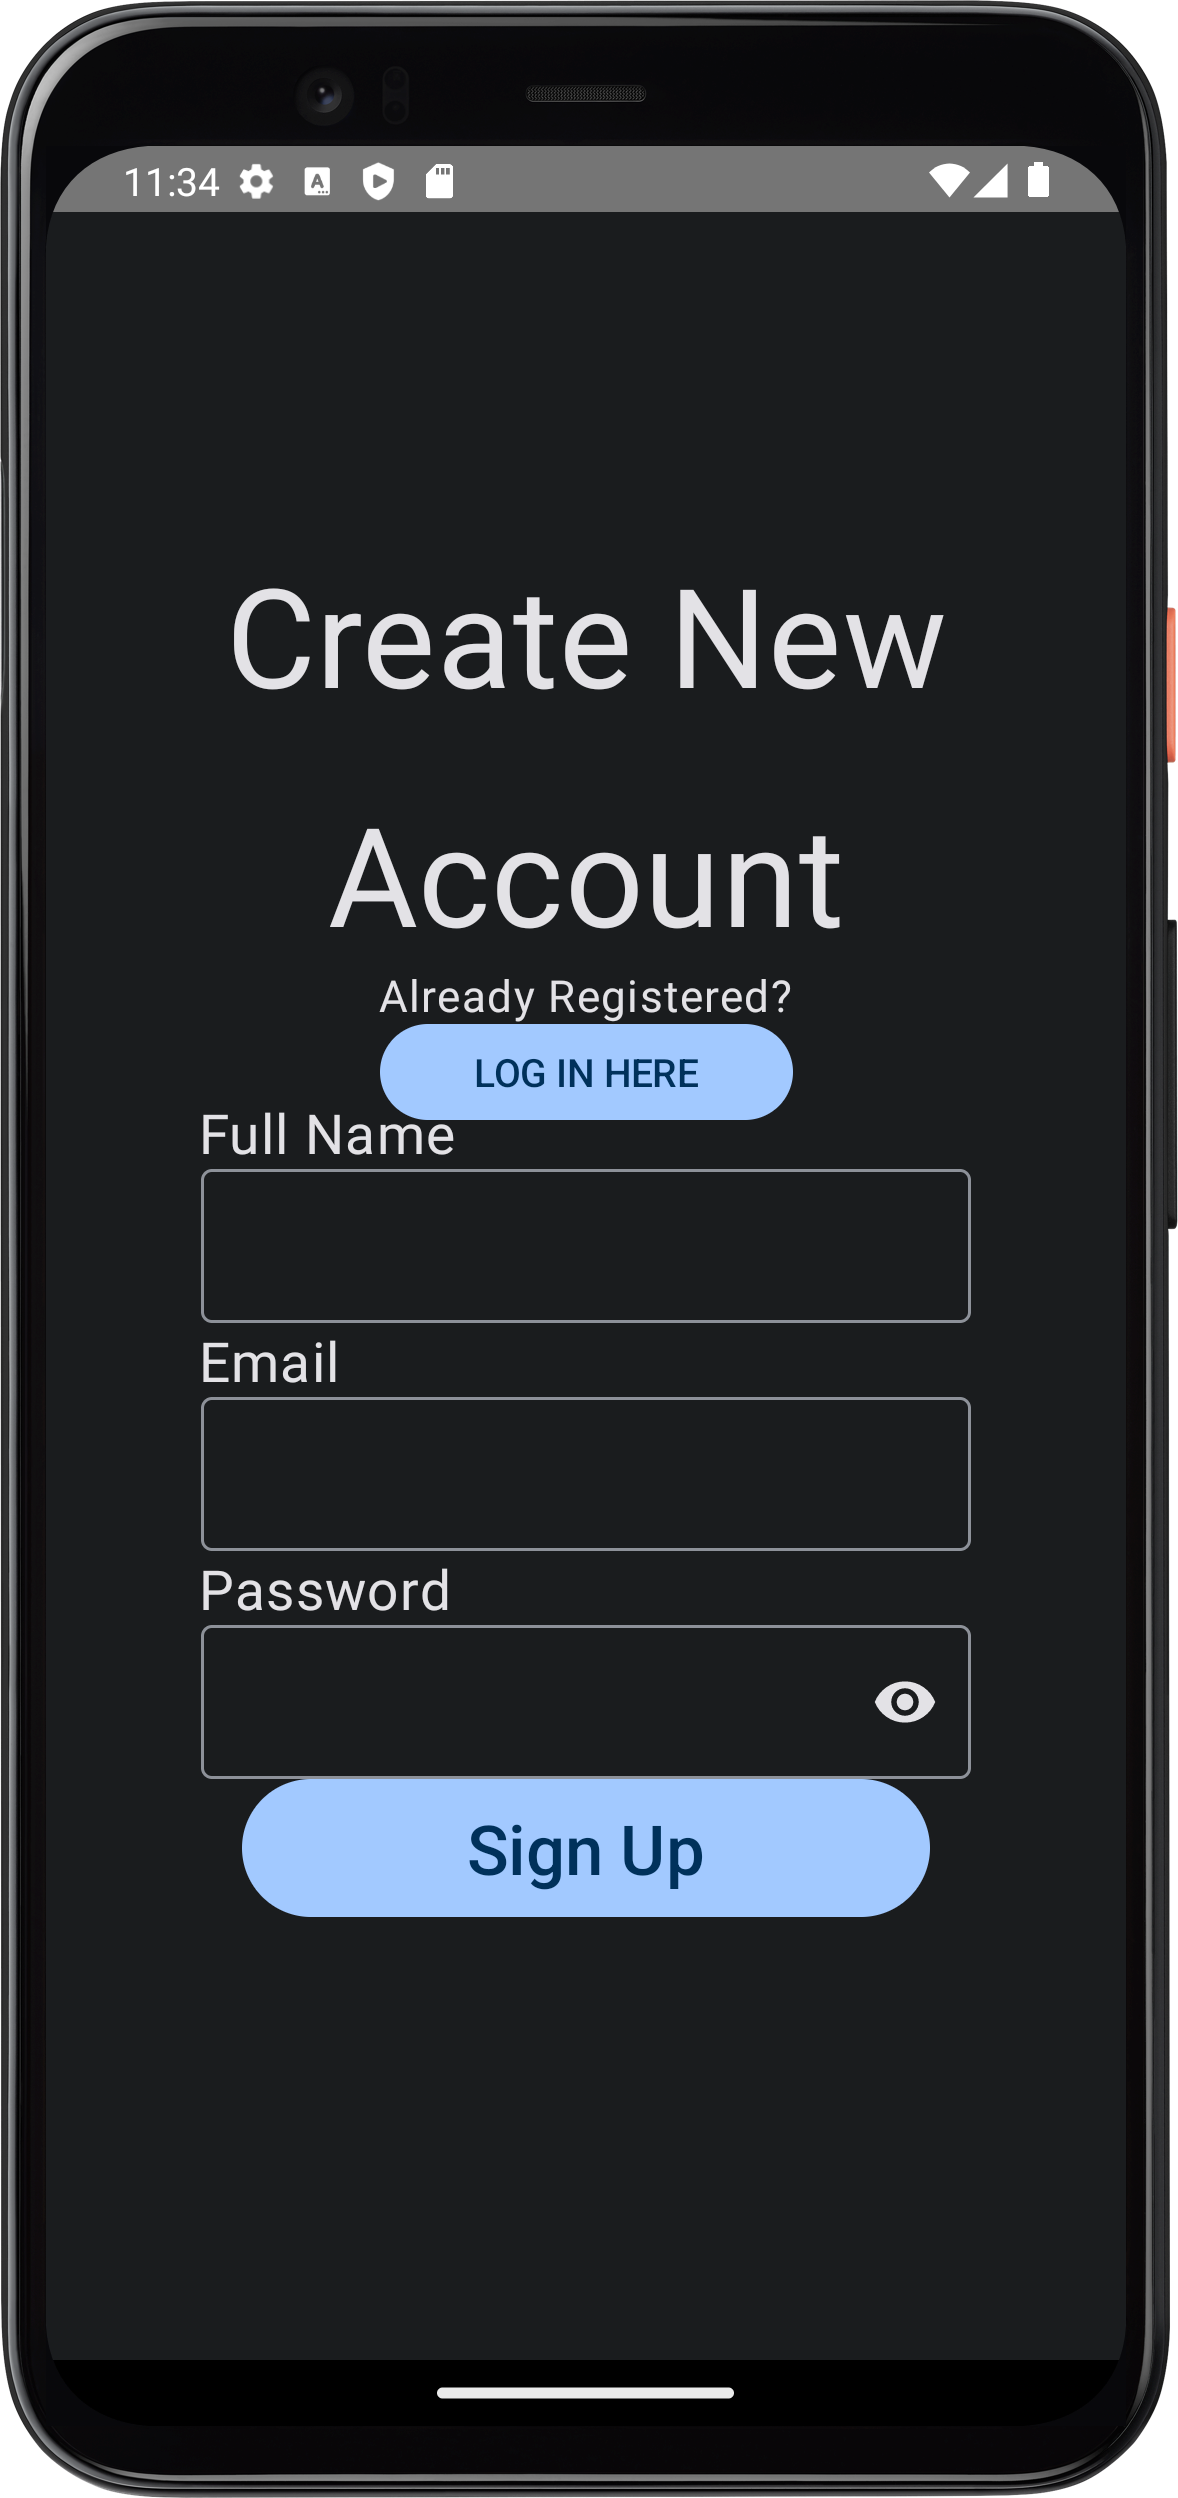 11:34
Create New
Account
Already Registered?
LOG IN HERE
Full Name
Email
Password
Sign Up